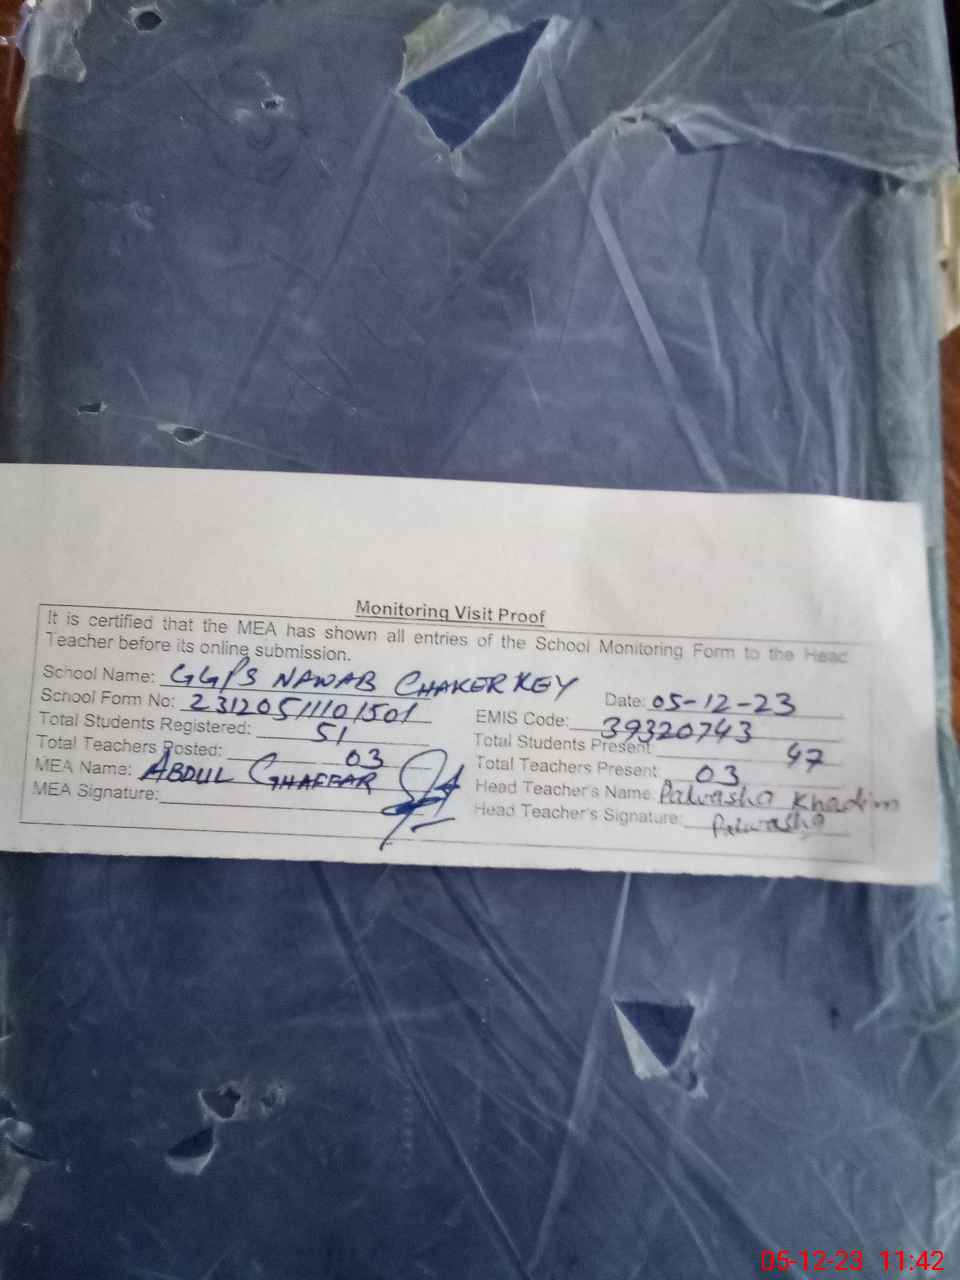 Monitoring Visit Proof
It is certified that the MEA has shown all entries of the School Monitoring Form to the Head
Teacher before its online submission.
School Name: GGPS NAWAB CHAKER KEY
Date: 05-12-23
School Form No: 231205111101501
EMIS Code: 39320743
Total Students Registered: 51
Total Students Present 47
Total Teachers Posted: 03
Total Teachers Present: 03
MEA Name: ABDUL GHAFFAR
Head Teacher's Name: Palwasha Khadim
MEA Signature:
Head Teacher's Signature: Palwasha
05-12-23 11:42